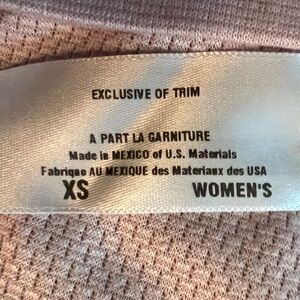 EXCLUSIVE OF TRIM
A PART LA GARNITURE
Made in MEXICO of U.S. Materials
Fabrique AU MEXIQUE des Materiaux des USA
XS WOMEN'S